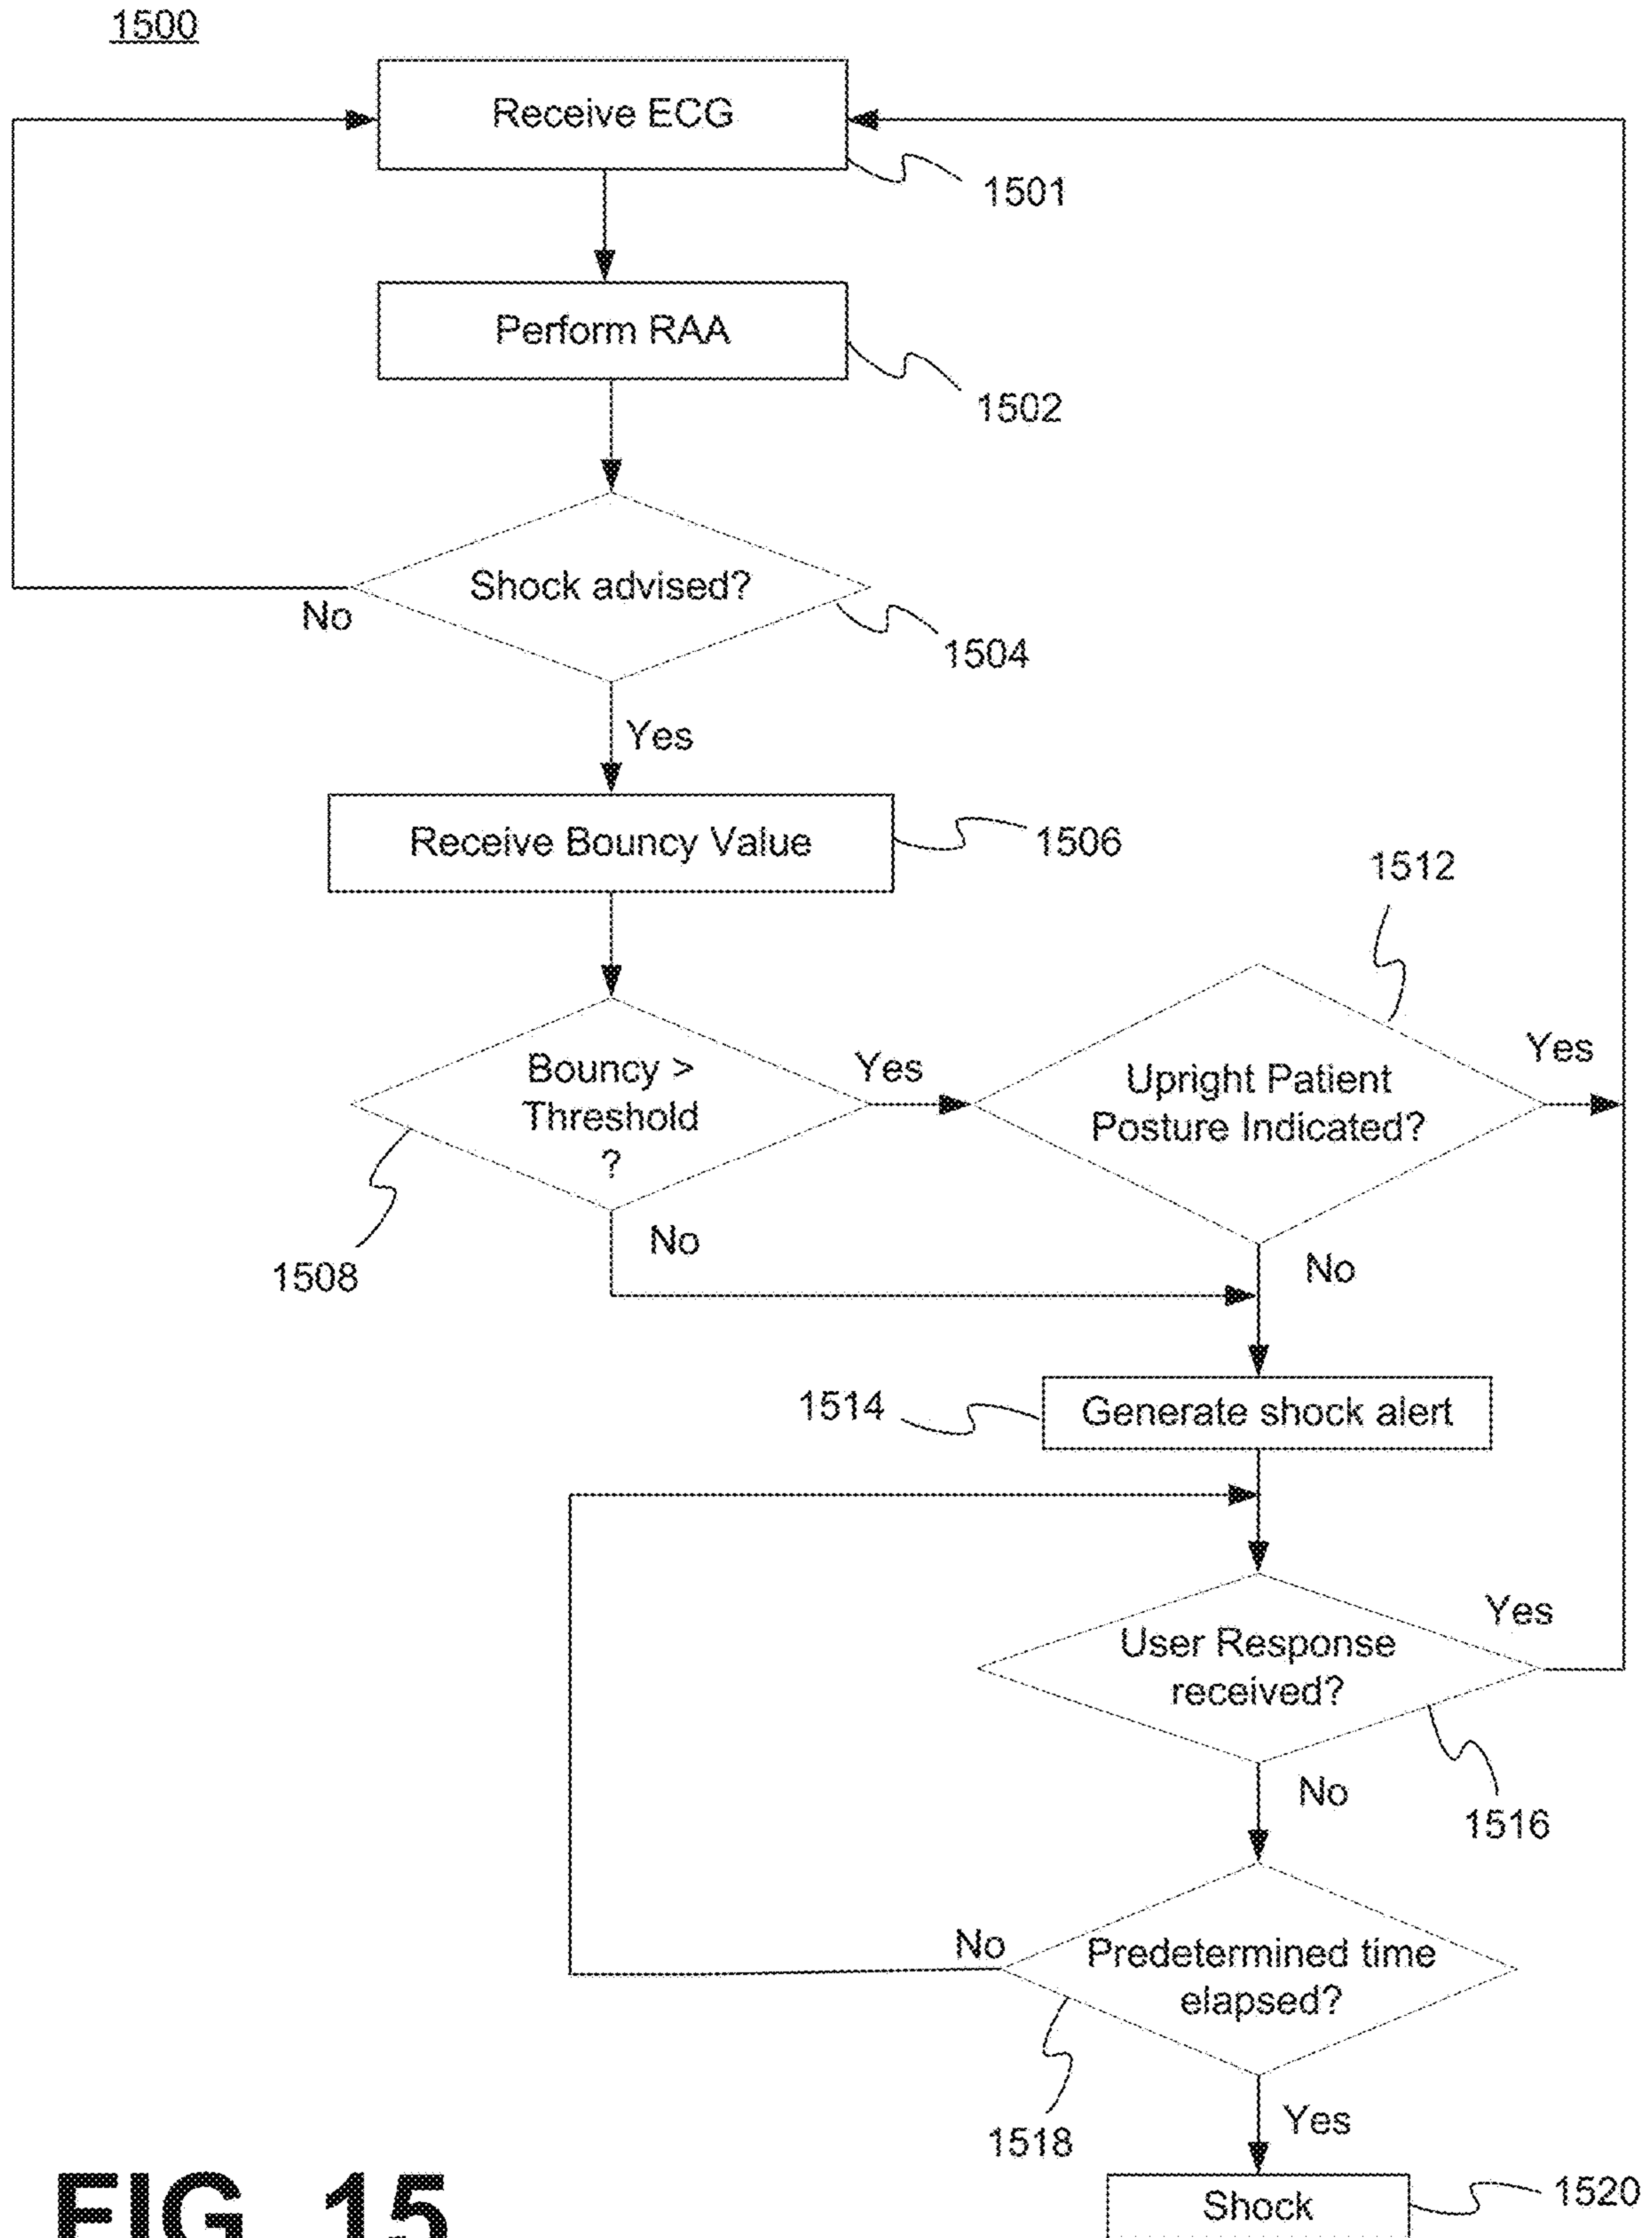 1500
Receive ECG
1501
Perform RAA
1502
Shock advised?
No
1504
Yes
Receive Bouncy Value
1506
1512
Bouncy >
Threshold
?
Yes
Upright Patient
Posture Indicated?
Yes
1508
No
No
1514
Generate shock alert
User Response
received?
Yes
No
1516
No
Predetermined time
elapsed?
1518
Yes
Shock
1520
FIG. 15